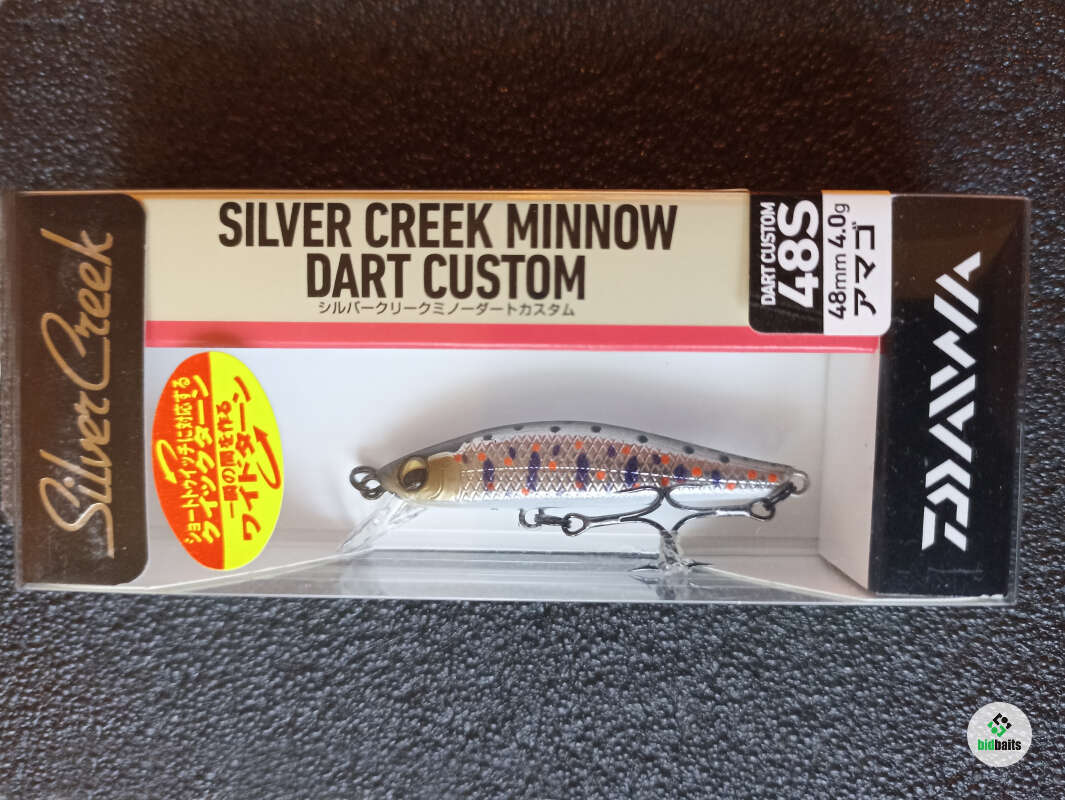 Silver Creek
SILVER CREEK MINNOW
DART CUSTOM
シルバークリークミノーダートカスタム
DART CUSTOM
48S
48mm 4.0g
アマゴ
DAIWA
ショートトゥイッチに対応する
クイックターン
一瞬の間を作る
ワイドターン
bidbaits